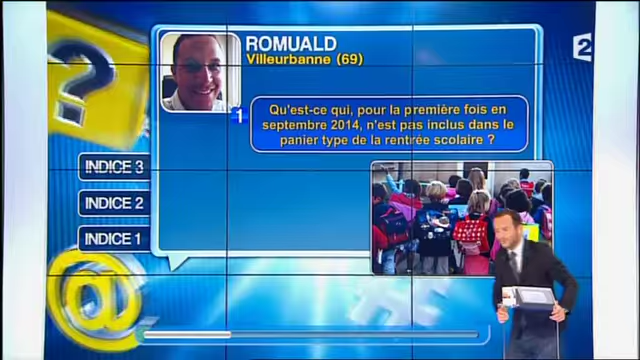 ROMUALD
Villeurbanne (69)
1
Qu'est-ce qui, pour la première fois en
septembre 2014, n'est pas inclus dans le
panier type de la rentrée scolaire ?
INDICE 3
INDICE 2
INDICE 1
?
@
#
2